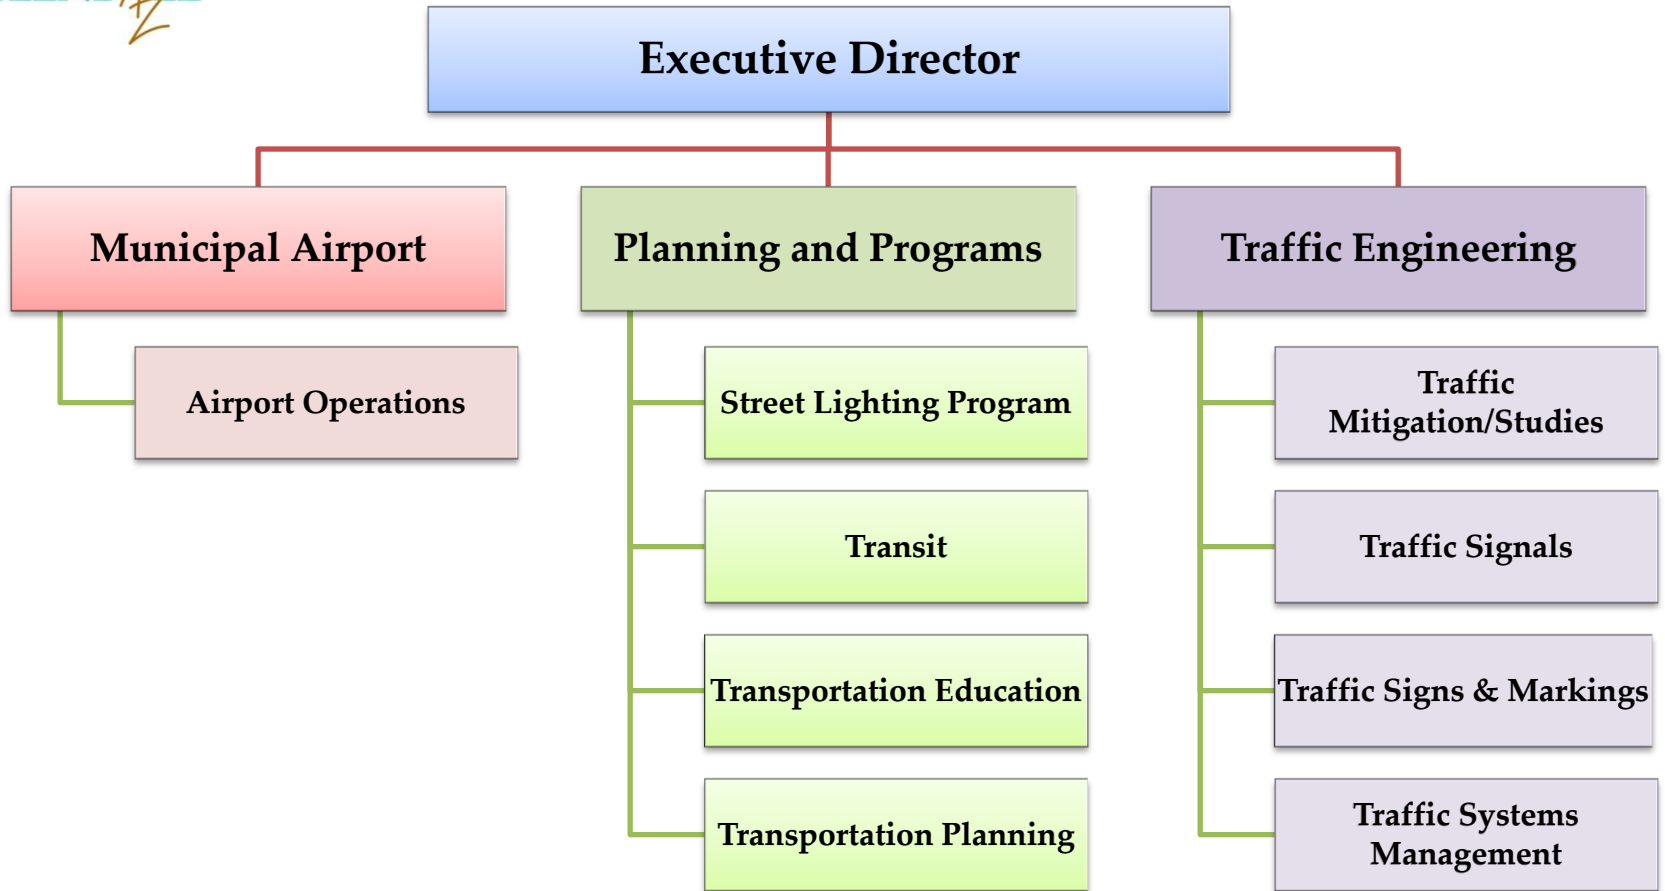 Executive Director
Municipal Airport
Planning and Programs
Traffic Engineering
Airport Operations
Street Lighting Program
Transit
Transportation Education
Transportation Planning
Traffic
Mitigation/Studies
Traffic Signals
Traffic Signs & Markings
Traffic Systems
Management